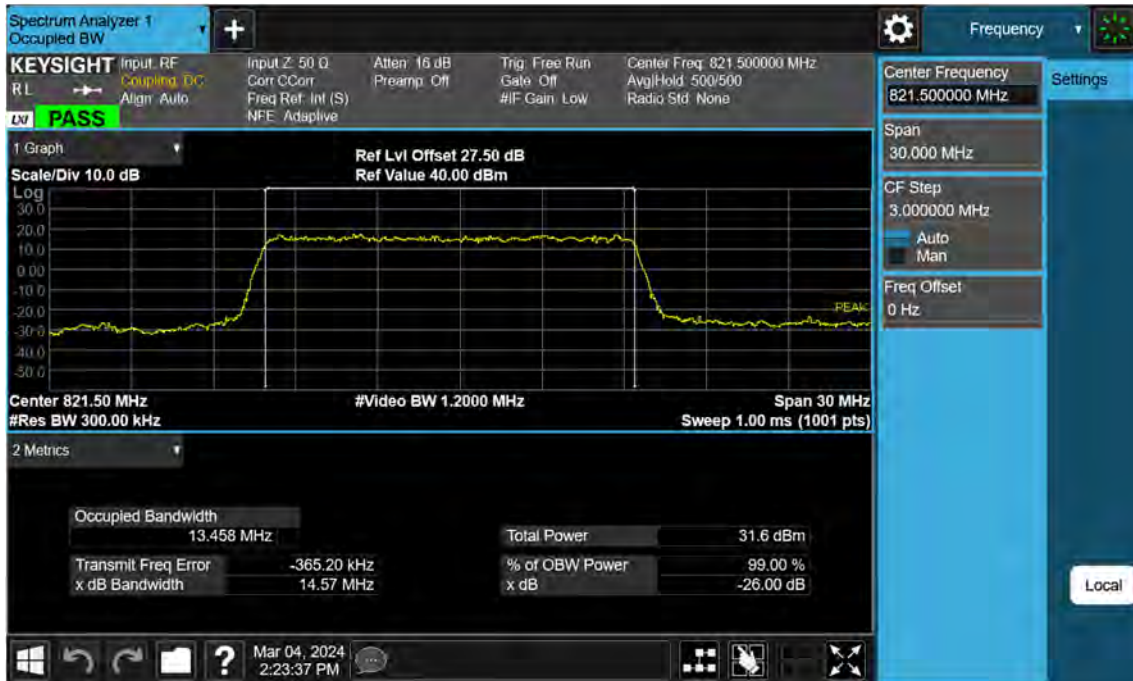 Spectrum Analyzer 1
Occupied BW
+
Frequency
KEYSIGHT
RL
LXI
PASS
Input: RF
Coupling: DC
Align: Auto
Input Z: 50 Ω
Corr CCorr
Freq Ref: Int (S)
NFE: Adaptive
Atten: 16 dB
Preamp: Off
Trig: Free Run
Gate: Off
#IF Gain: Low
Center Freq: 821.500000 MHz
Avg|Hold: 500/500
Radio Std: None
1 Graph
Scale/Div 10.0 dB
Ref Lvl Offset 27.50 dB
Ref Value 40.00 dBm
Log
30.0
20.0
10.0
0.00
-10.0
-20.0
-30.0
-40.0
-50.0
PEAK
Center 821.50 MHz
#Video BW 1.2000 MHz
Span 30 MHz
#Res BW 300.00 kHz
Sweep 1.00 ms (1001 pts)
2 Metrics
Occupied Bandwidth
13.458 MHz
Total Power 31.6 dBm
Transmit Freq Error -365.20 kHz
% of OBW Power 99.00 %
x dB Bandwidth 14.57 MHz
x dB -26.00 dB
?
Mar 04, 2024
2:23:37 PM
Center Frequency
821.500000 MHz
Settings
Span
30.000 MHz
CF Step
3.000000 MHz
Auto
Man
Freq Offset
0 Hz
Local